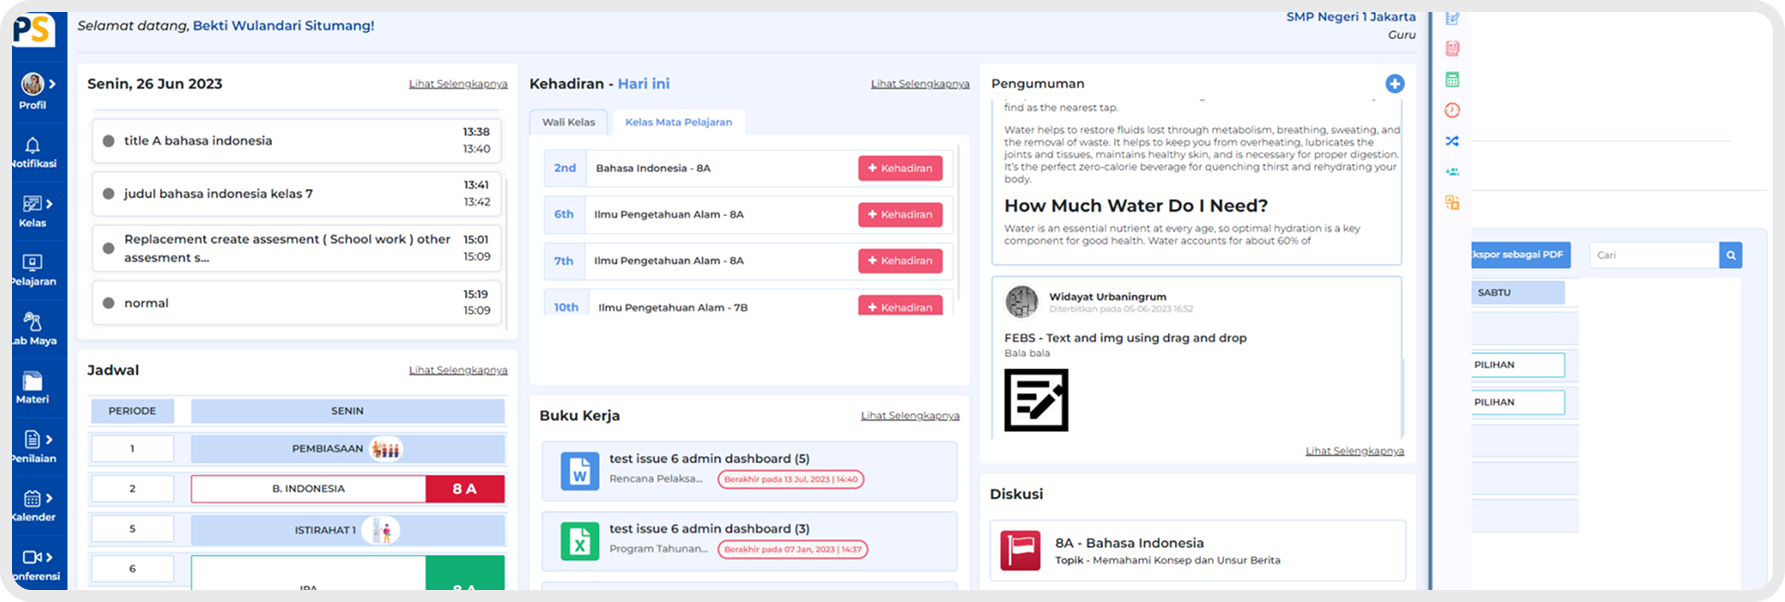 PS
Selamat datang, Bekti Wulandari Situmang!
SMP Negeri 1 Jakarta
Guru
Profil
Notifikasi
Kelas
Pelajaran
Lab Maya
Materi
Penilaian
Kalender
Konferensi
Senin, 26 Jun 2023
Lihat Selengkapnya
title A bahasa indonesia
13:38
13:40
judul bahasa indonesia kelas 7
13:41
13:42
Replacement create assesment ( School work ) other
assesment s...
15:01
15:09
normal
15:19
15:09
Jadwal
Lihat Selengkapnya
PERIODE
SENIN
1
PEMBIASAAN
2
B. INDONESIA
8 A
5
ISTIRAHAT 1
6
IPA
8 A
Kehadiran - Hari ini
Lihat Selengkapnya
Wali Kelas
Kelas Mata Pelajaran
2nd
Bahasa Indonesia - 8A
+ Kehadiran
6th
Ilmu Pengetahuan Alam - 8A
+ Kehadiran
7th
Ilmu Pengetahuan Alam - 8A
+ Kehadiran
10th
Ilmu Pengetahuan Alam - 7B
+ Kehadiran
Buku Kerja
Lihat Selengkapnya
test issue 6 admin dashboard (5)
Rencana Pelaksa...
Berakhir pada 13 Jul, 2023 | 14:40
test issue 6 admin dashboard (3)
Program Tahunan...
Berakhir pada 07 Jan, 2023 | 14:37
Pengumuman
find as the nearest tap.
Water helps to restore fluids lost through metabolism, breathing, sweating, and
the removal of waste. It helps to keep you from overheating, lubricates the
joints and tissues, maintains healthy skin, and is necessary for proper digestion.
It's the perfect zero-calorie beverage for quenching thirst and rehydrating your
body.
How Much Water Do I Need?
Water is an essential nutrient at every age, so optimal hydration is a key
component for good health. Water accounts for about 60% of
Widayat Urbaningrum
Diterbitkan pada 05-06-2023 16:52
FEBS - Text and img using drag and drop
Bala bala
Lihat Selengkapnya
Diskusi
8A - Bahasa Indonesia
Topik - Memahami Konsep dan Unsur Berita
Ekspor sebagai PDF
Cari
SABTU
PILIHAN
PILIHAN